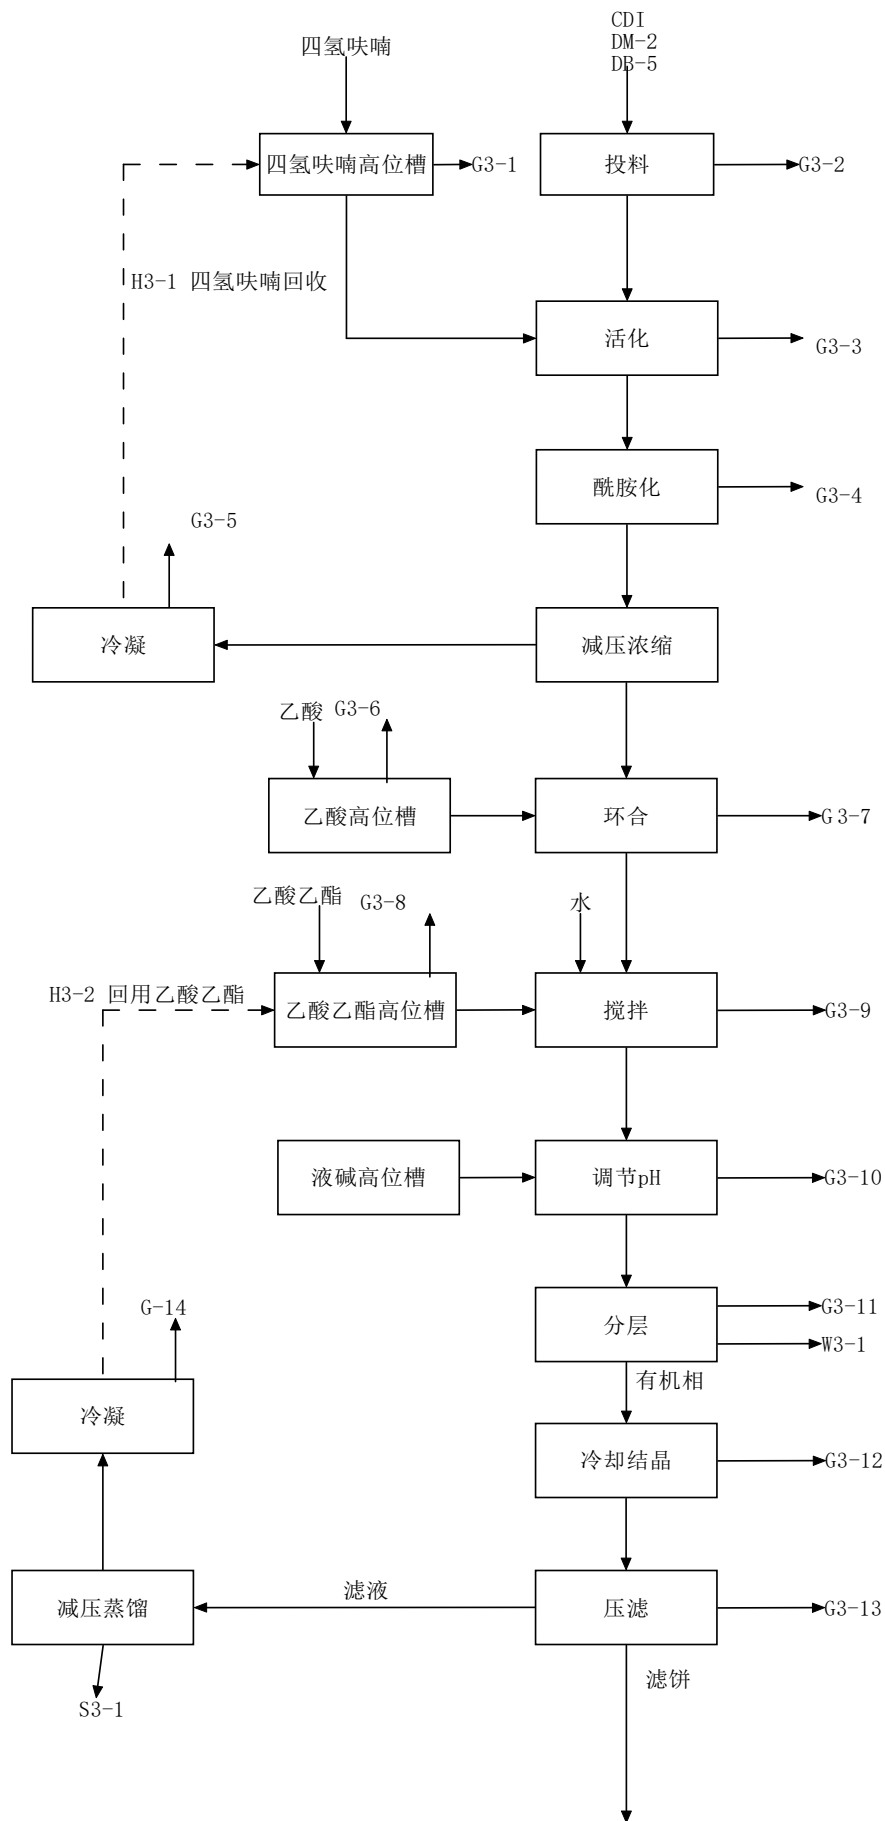 CDI
DM-2
DB-5
四氢呋喃
四氢呋喃高位槽
G3-1
投料
G3-2
H3-1 四氢呋喃回收
活化
G3-3
酰胺化
G3-4
G3-5
冷凝
减压浓缩
乙酸
G3-6
乙酸高位槽
环合
G3-7
乙酸乙酯
G3-8
水
H3-2 回用乙酸乙酯
乙酸乙酯高位槽
搅拌
G3-9
液碱高位槽
调节pH
G3-10
G-14
分层
G3-11
W3-1
有机相
冷凝
冷却结晶
G3-12
减压蒸馏
滤液
压滤
G3-13
滤饼
S3-1